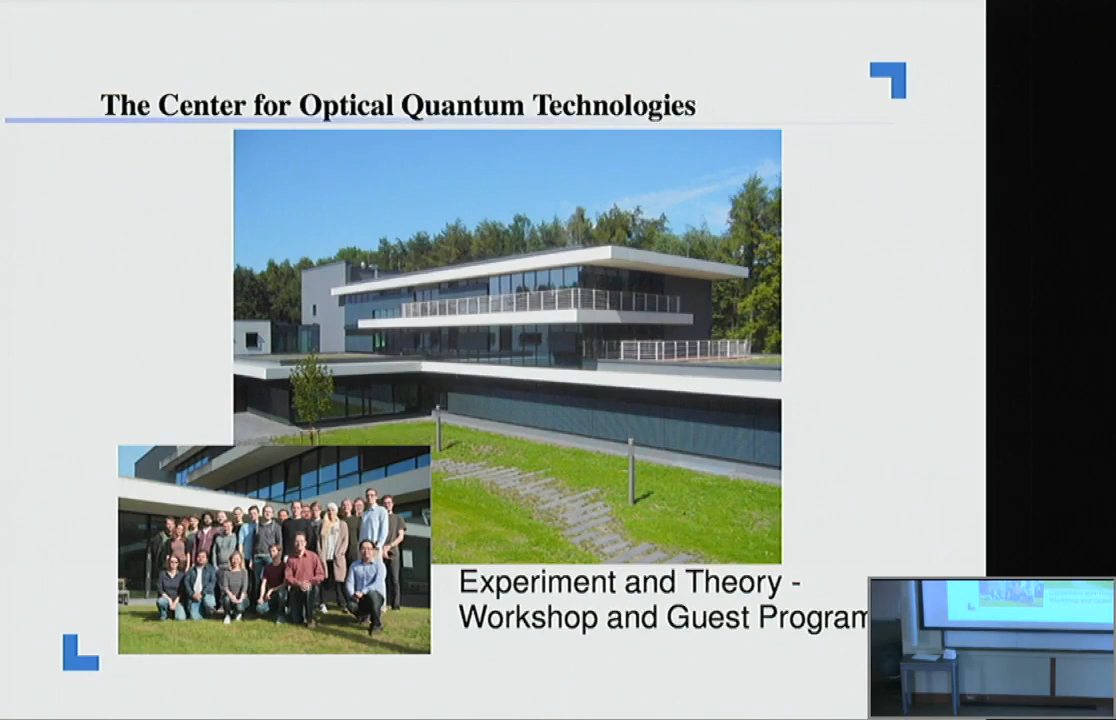 The Center for Optical Quantum Technologies
Experiment and Theory -
Workshop and Guest Program